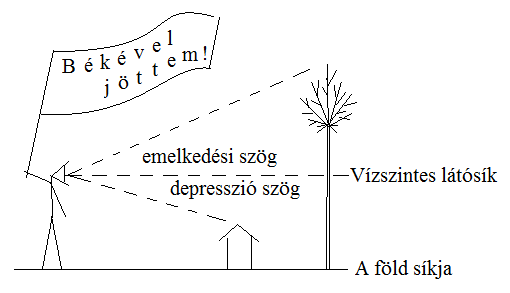 Békével
jöttem!
emelkedési szög
Vízszintes látósík
depresszió szög
A föld síkja